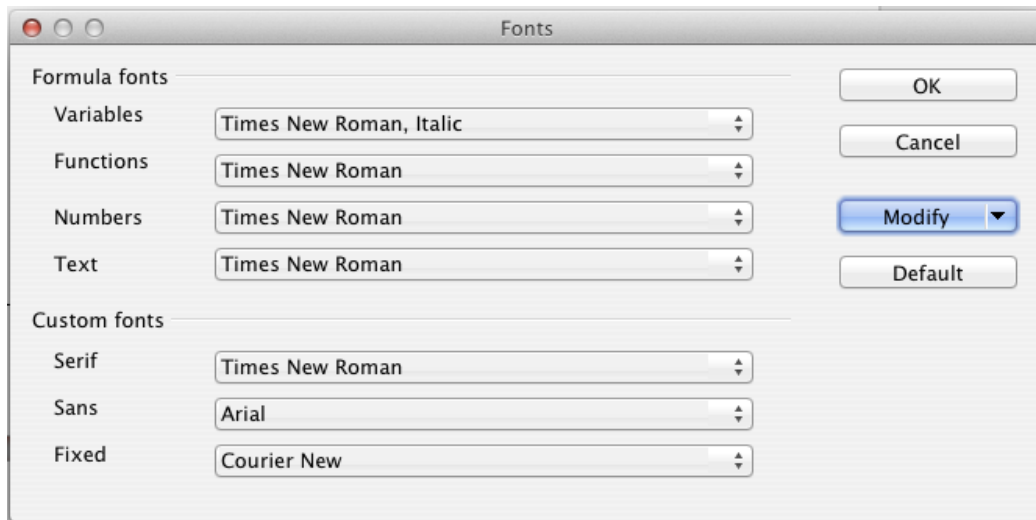 Fonts
Formula fonts
OK
Variables
Times New Roman, Italic
Cancel
Functions
Times New Roman
Numbers
Times New Roman
Modify
Text
Times New Roman
Default
Custom fonts
Serif
Times New Roman
Sans
Arial
Fixed
Courier New